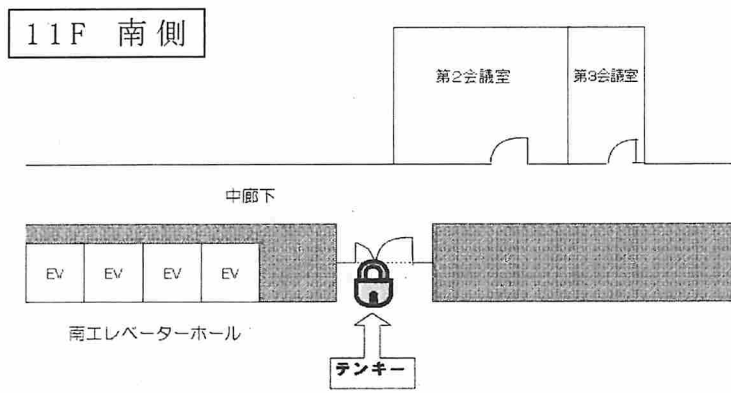 11F 南側
第2会議室
第3会議室
中廊下
EV
EV
EV
EV
南エレベーターホール
テンキー